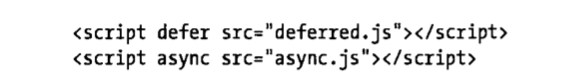 <script defer src="deferred.js"></script>
<script async src="async.js"></script>